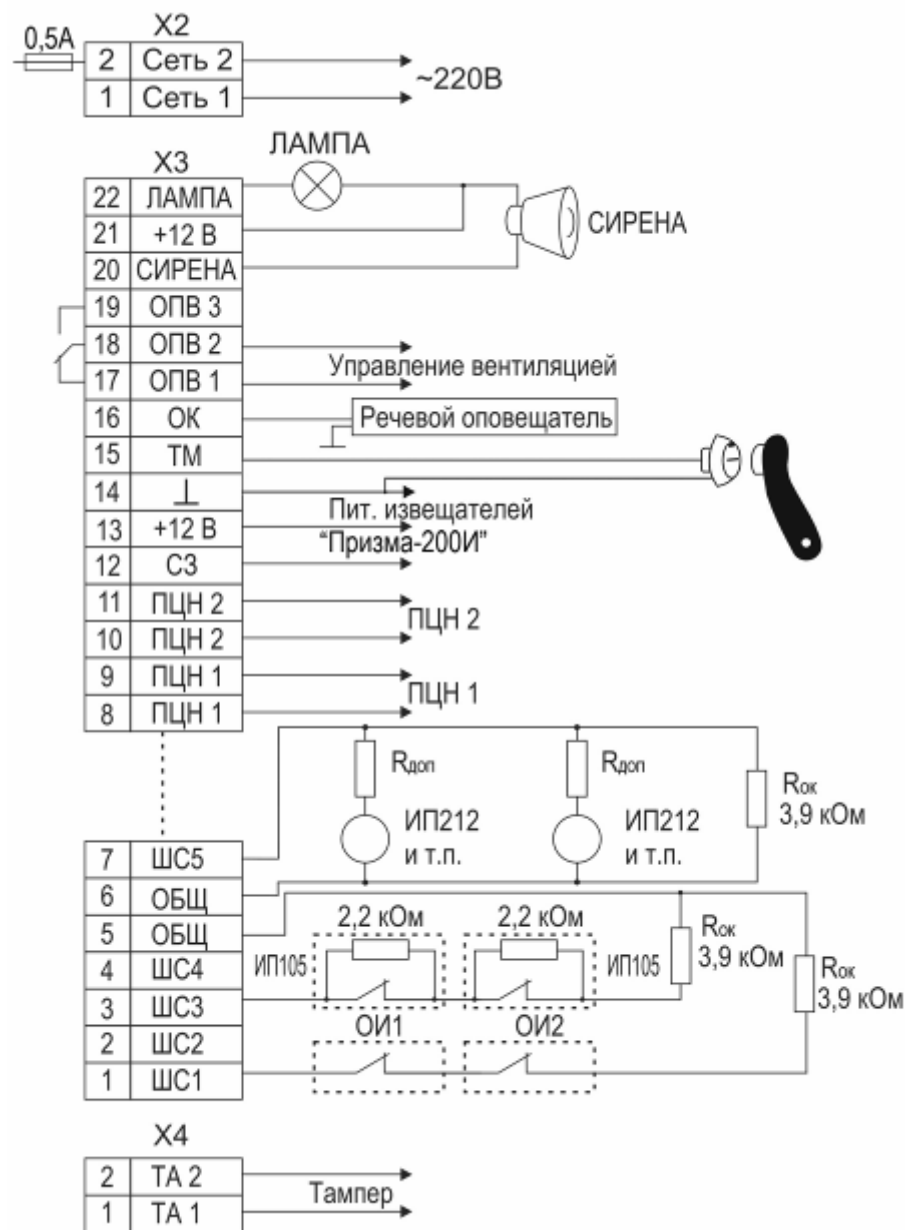 X2
0,5А
2 Сеть 2
~220В
1 Сеть 1
ЛАМПА
X3
22 ЛАМПА
21 +12 В
СИРЕНА
20 СИРЕНА
19 ОПВ 3
18 ОПВ 2
Управление вентиляцией
17 ОПВ 1
16 ОК
Речевой оповещатель
15 ТМ
14 ⊥
Пит. извещателей
13 +12 В
“Призма-200И”
12 СЗ
11 ПЦН 2
ПЦН 2
10 ПЦН 2
9 ПЦН 1
ПЦН 1
8 ПЦН 1
Rдоп
Rдоп
Rок
3,9 кОм
ИП212
и т.п.
ИП212
и т.п.
7 ШС5
6 ОБЩ
5 ОБЩ
2,2 кОм
2,2 кОм
Rок
3,9 кОм
4 ШС4
ИП105
ИП105
Rок
3,9 кОм
3 ШС3
ОИ1
ОИ2
2 ШС2
1 ШС1
X4
2 ТА 2
Тампер
1 ТА 1